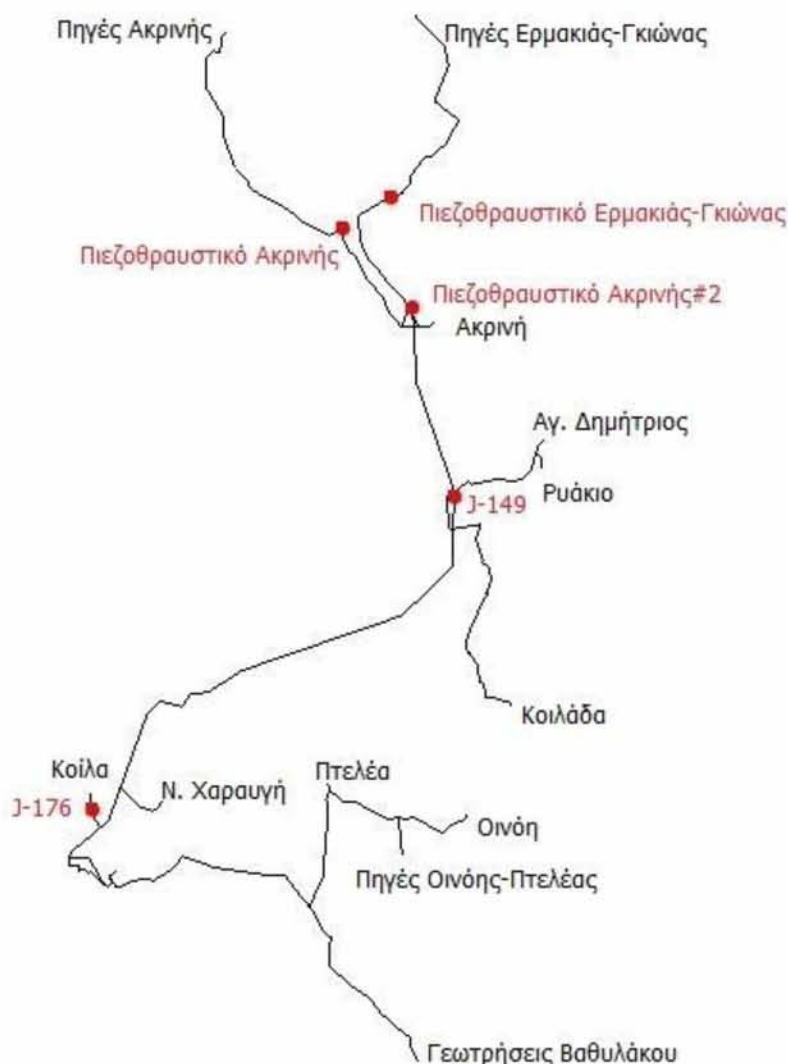 Πηγές Ακρινής
Πηγές Ερμακιάς-Γκιώνας
Πιεζοθραυστικό Ερμακιάς-Γκιώνας
Πιεζοθραυστικό Ακρινής
Πιεζοθραυστικό Ακρινής#2
Ακρινή
Αγ. Δημήτριος
Ρυάκιο
J-149
Κοιλάδα
Κοίλα
Πτελέα
Ν. Χαραυγή
J-176
Οινόη
Πηγές Οινόης-Πτελέας
Γεωτρήσεις Βαθυλάκου